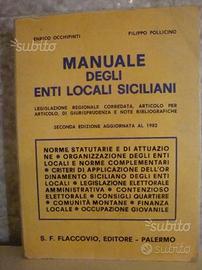 subito
ENRICO OCCHIPINTI
FILIPPO POLLICINO
MANUALE
DEGLI
ENTI LOCALI SICILIANI
LEGISLAZIONE REGIONALE CORREDATA, ARTICOLO PER
ARTICOLO, DI GIURISPRUDENZA E NOTE BIBLIOGRAFICHE
SECONDA EDIZIONE AGGIORNATA AL 1982
NORME STATUTARIE E DI ATTUAZIO
NE • ORGANIZZAZIONE DEGLI ENTI
LOCALI E NORME COMPLEMENTARI
• CRITERI DI APPLICAZIONE DELL'OR
DINAMENTO SICILIANO DEGLI ENTI
LOCALI • LEGISLAZIONE ELETTORALE
AMMINISTRATIVA • CONTENZIOSO
ELETTORALE • CONSIGLI QUARTIERE
• COMUNITÀ MONTANE • FINANZA
LOCALE • OCCUPAZIONE GIOVANILE
S. F. FLACCOVIO, EDITORE - PALERMO
subito